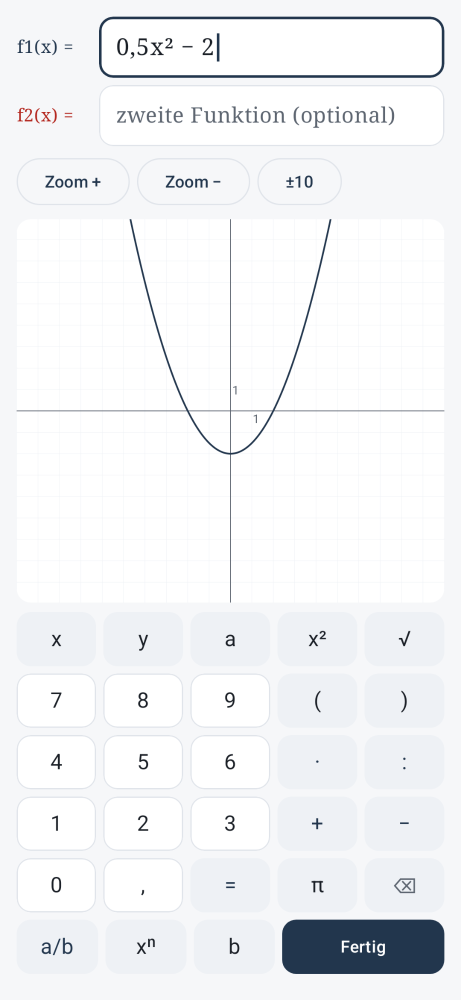 f1(x) = 0,5x² − 2
f2(x) = zweite Funktion (optional)
Zoom + Zoom − ±10
1
1
x y a x² √
7 8 9 ( )
4 5 6 · :
1 2 3 + −
0 , = π ⌫
a/b xⁿ b Fertig